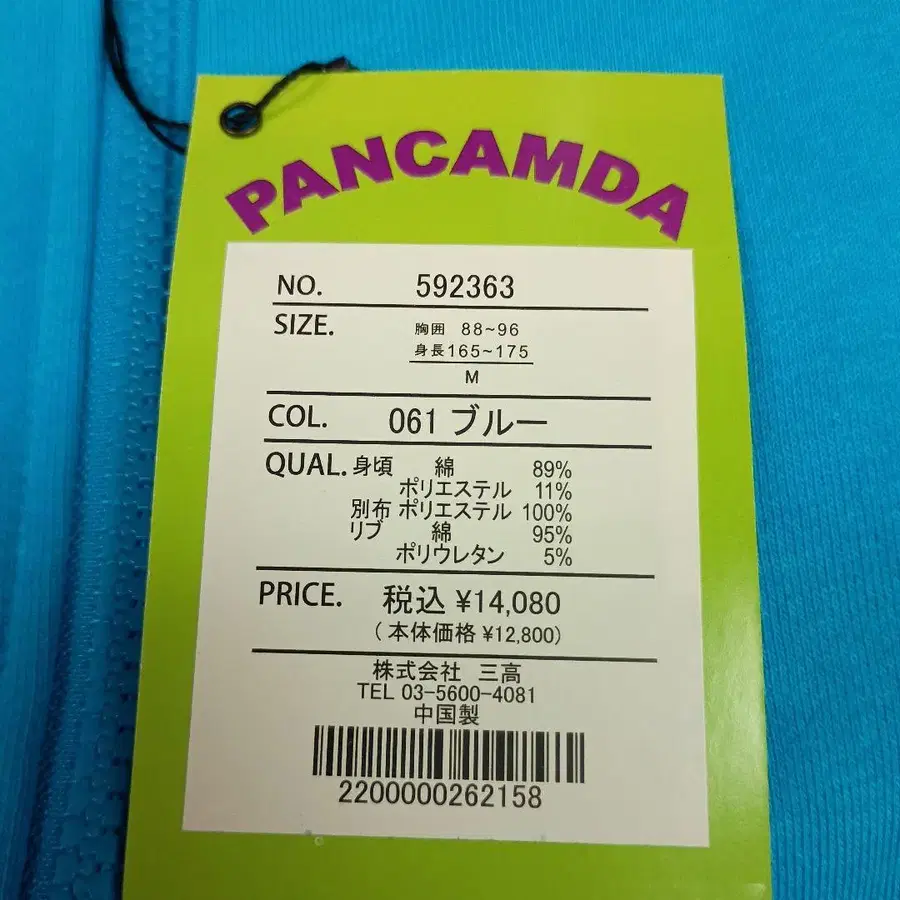 PANCAMDA
NO. 592363
SIZE. 胸囲 88~96
身長165~175
M
COL. 061 ブルー
QUAL. 身頃 綿 89%
ポリエステル 11%
別布 ポリエステル 100%
リブ 綿 95%
ポリウレタン 5%
PRICE. 税込 ¥14,080
(本体価格 ¥12,800)
株式会社 三高
TEL 03-5600-4081
中国製
2200000262158